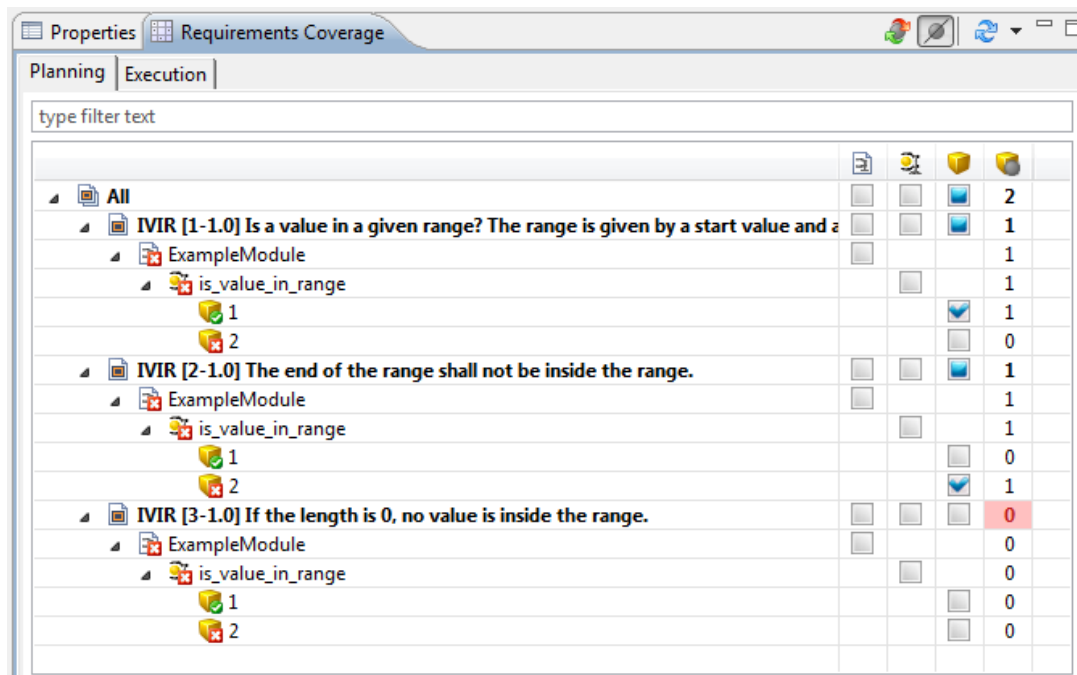 Properties Requirements Coverage
Planning Execution
type filter text
All 2
IVIR [1-1.0] Is a value in a given range? The range is given by a start value and a 1
ExampleModule 1
is_value_in_range 1
1 1
2 0
IVIR [2-1.0] The end of the range shall not be inside the range. 1
ExampleModule 1
is_value_in_range 1
1 0
2 1
IVIR [3-1.0] If the length is 0, no value is inside the range. 0
ExampleModule 0
is_value_in_range 0
1 0
2 0